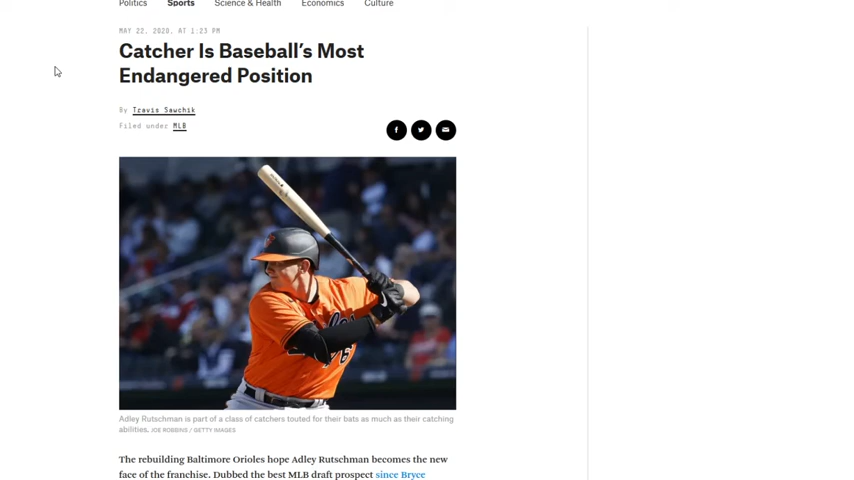 Politics Sports Science & Health Economics Culture
MAY 22, 2020, AT 1:23 PM
Catcher Is Baseball's Most
Endangered Position
By Travis Sawchik
Filed under MLB
Adley Rutschman is part of a class of catchers touted for their bats as much as their catching
abilities. JOE ROBBINS / GETTY IMAGES
The rebuilding Baltimore Orioles hope Adley Rutschman becomes the new
face of the franchise. Dubbed the best MLB draft prospect since Bryce